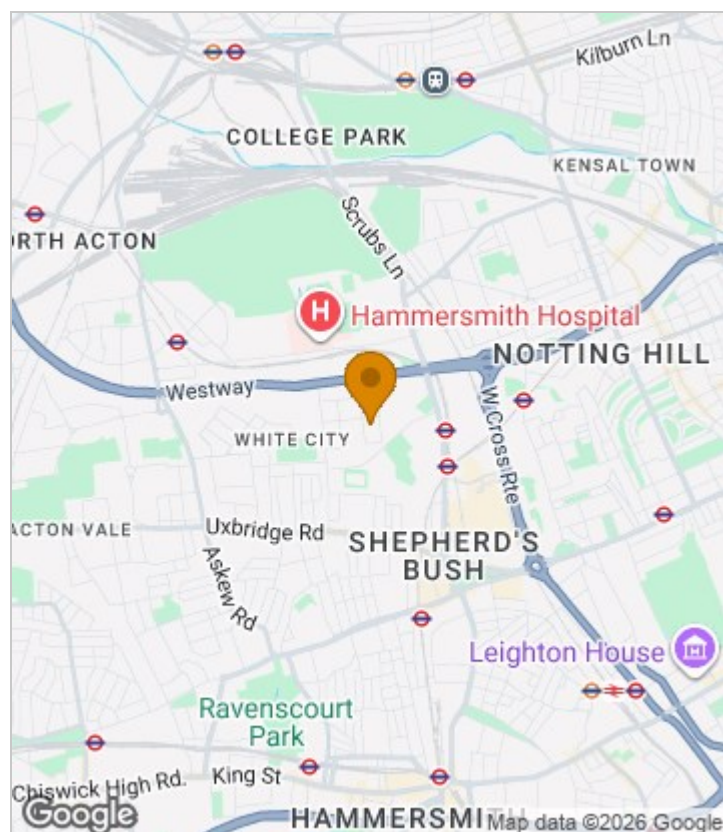 Kilburn Ln
COLLEGE PARK
KENSAL TOWN
Scrubs Ln
ORTH ACTON
H
Hammersmith Hospital
NOTTING HILL
Westway
W Cross Rte
WHITE CITY
ACTON VALE
Uxbridge Rd
SHEPHERD'S
BUSH
Askew Rd
Leighton House
Ravenscourt
Park
Chiswick High Rd.
King St
HAMMERSMITH
Google
Map data ©2026 Google